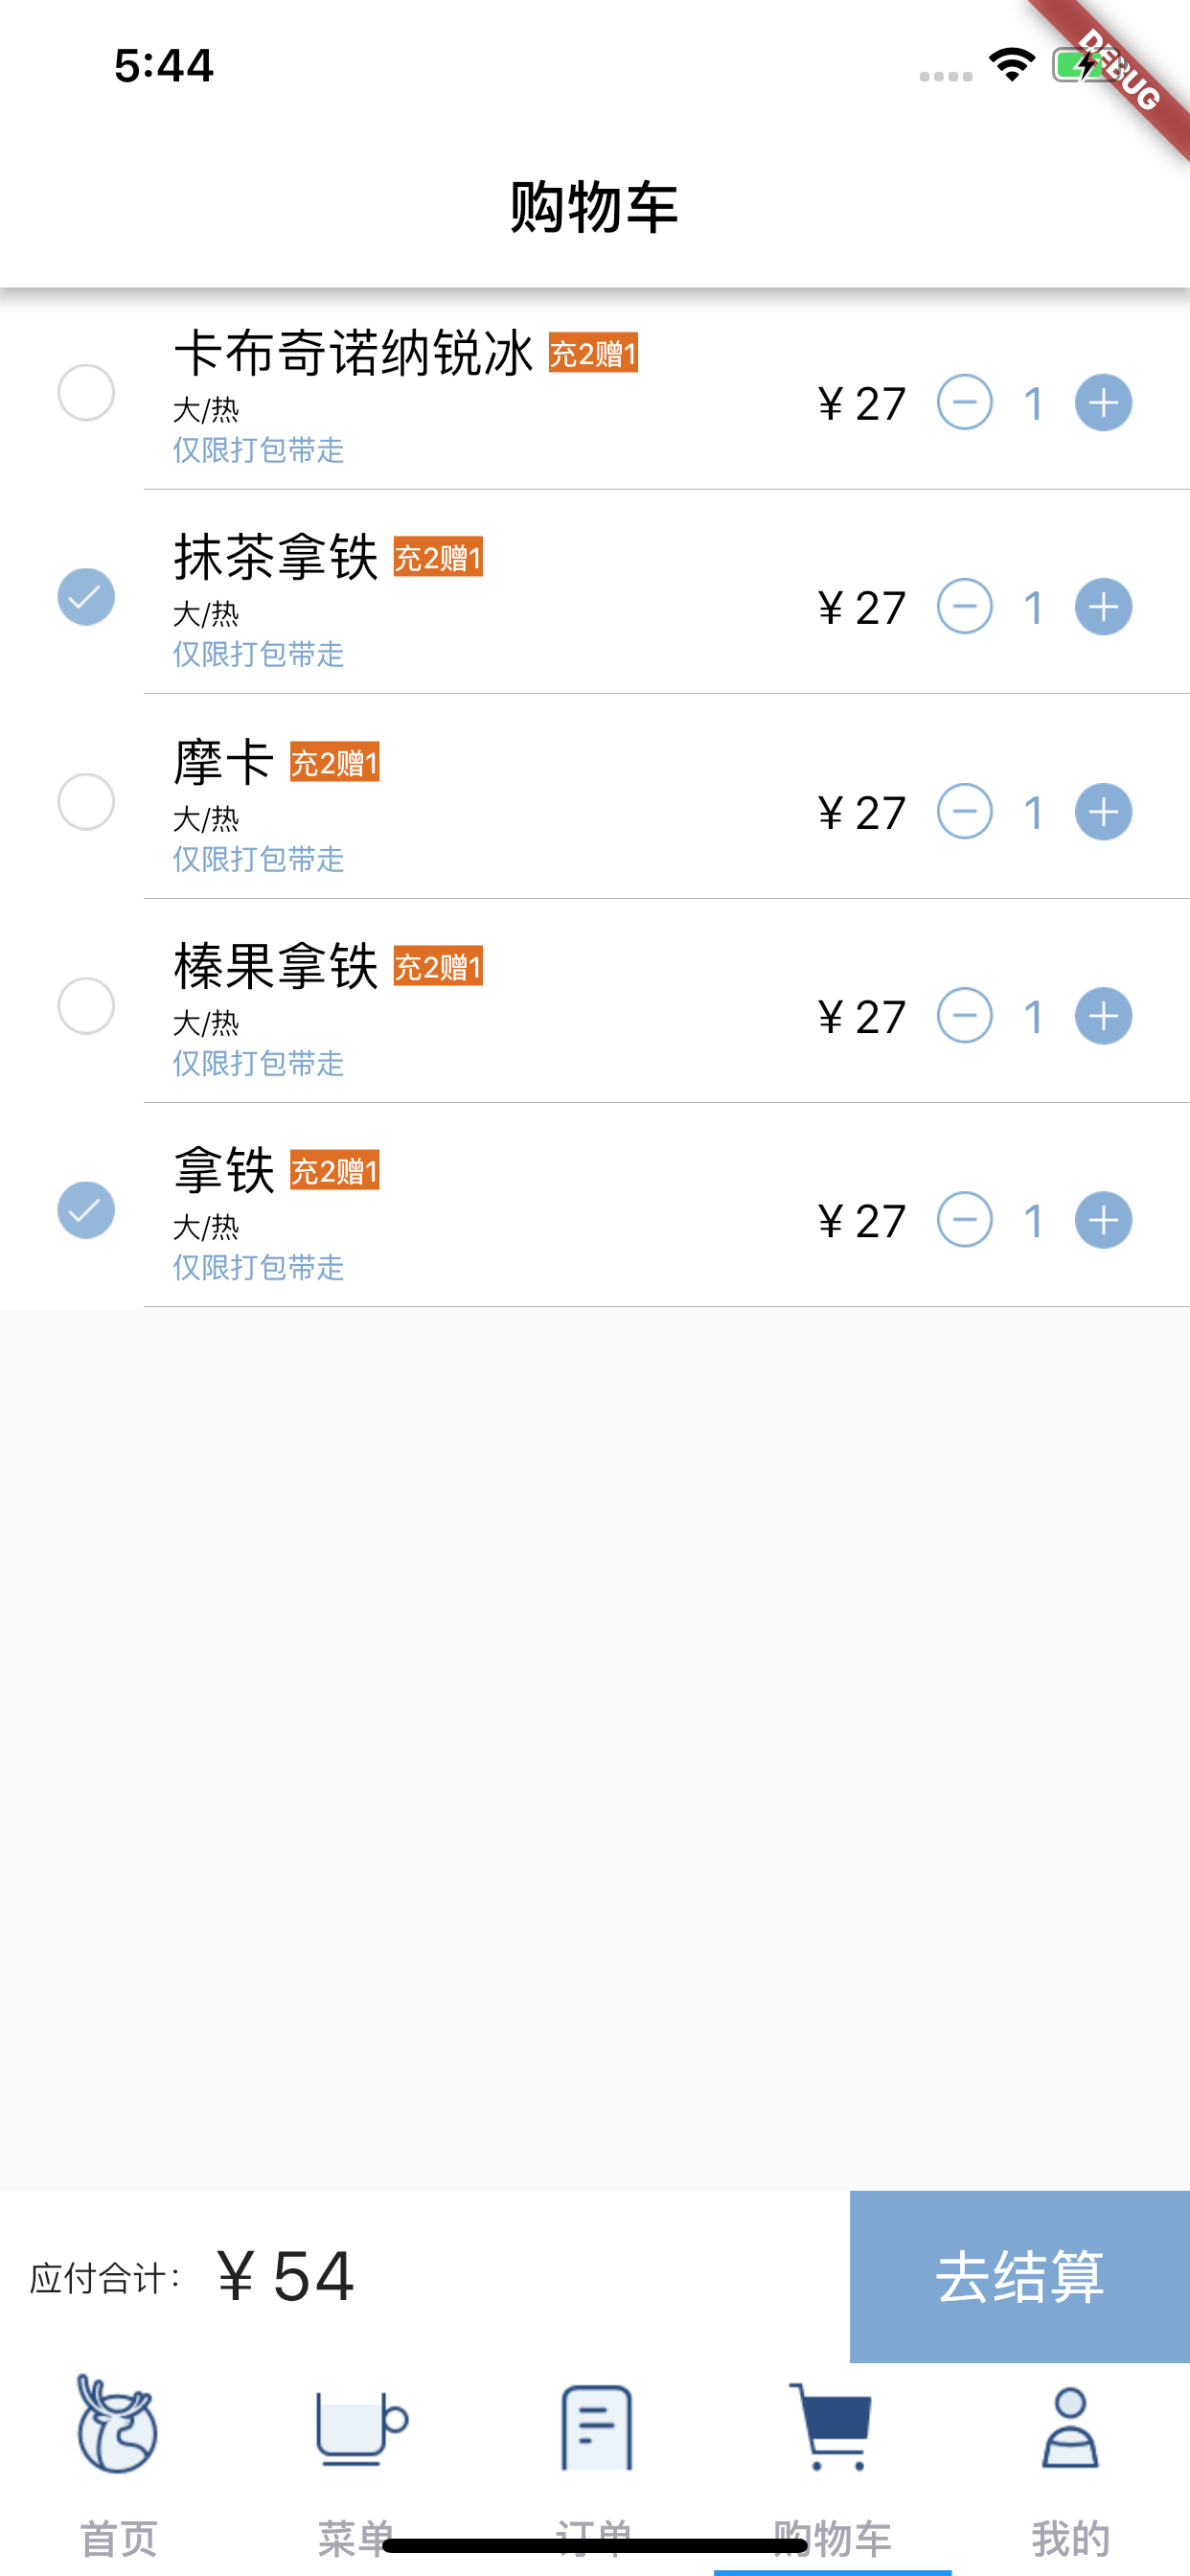 5:44
DEBUG
购物车
卡布奇诺纳锐冰 充2赠1
大/热
仅限打包带走
¥ 27 1
抹茶拿铁 充2赠1
大/热
仅限打包带走
¥ 27 1
摩卡 充2赠1
大/热
仅限打包带走
¥ 27 1
榛果拿铁 充2赠1
大/热
仅限打包带走
¥ 27 1
拿铁 充2赠1
大/热
仅限打包带走
¥ 27 1
应付合计： ¥ 54 去结算
首页 菜单 订单 购物车 我的